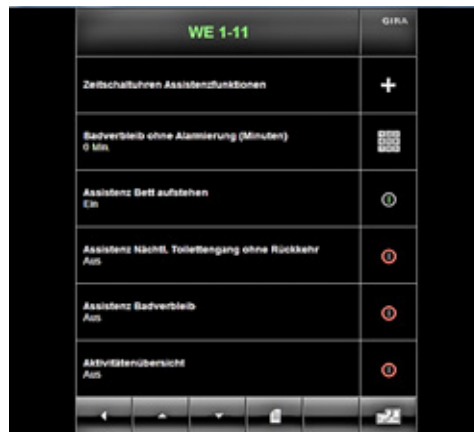 WE 1-11
GIRA
Zeitschaltuhren Assistenzfunktionen
Badverbleib ohne Alarmierung (Minuten)
0 Min.
Assistenz Bett aufstehen
Ein
Assistenz Nächtl. Toilettengang ohne Rückkehr
Aus
Assistenz Badverbleib
Aus
Aktivitätenübersicht
Aus